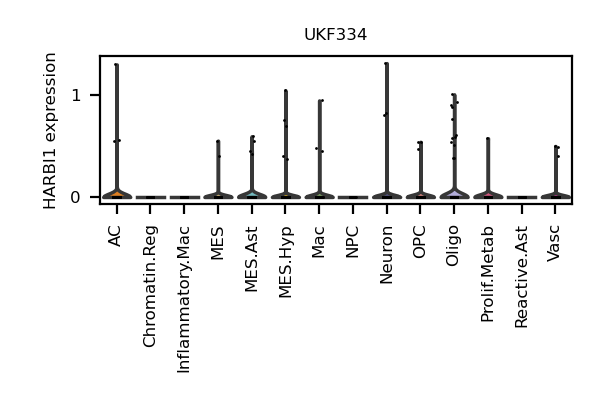 UKF334
HARBI1 expression
1
0
AC
Chromatin.Reg
Inflammatory.Mac
MES
MES.Ast
MES.Hyp
Mac
NPC
Neuron
OPC
Oligo
Prolif.Metab
Reactive.Ast
Vasc